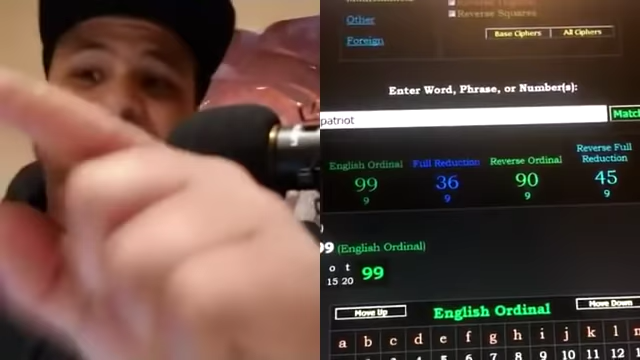 Other
Reverse Squares
Foreign
Base Ciphers
All Ciphers
Enter Word, Phrase, or Number(s):
patriot
Match
English Ordinal
Full Reduction
Reverse Ordinal
Reverse Full
Reduction
99
36
90
45
9
9
9
9
99 (English Ordinal)
o t
15 20
99
Move Up
English Ordinal
Move Down
a b c d e f g h i j k l m
6 7 8 9 10 11 12